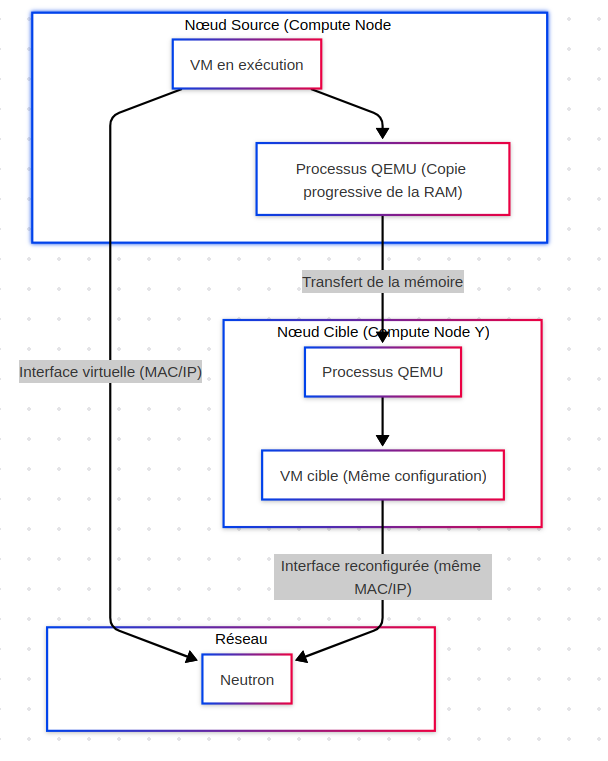 Nœud Source (Compute Node
VM en exécution
Processus QEMU (Copie
progressive de la RAM)
Transfert de la mémoire
Nœud Cible (Compute Node Y)
Interface virtuelle (MAC/IP)
Processus QEMU
VM cible (Même configuration)
Interface reconfigurée (même
MAC/IP)
Réseau
Neutron